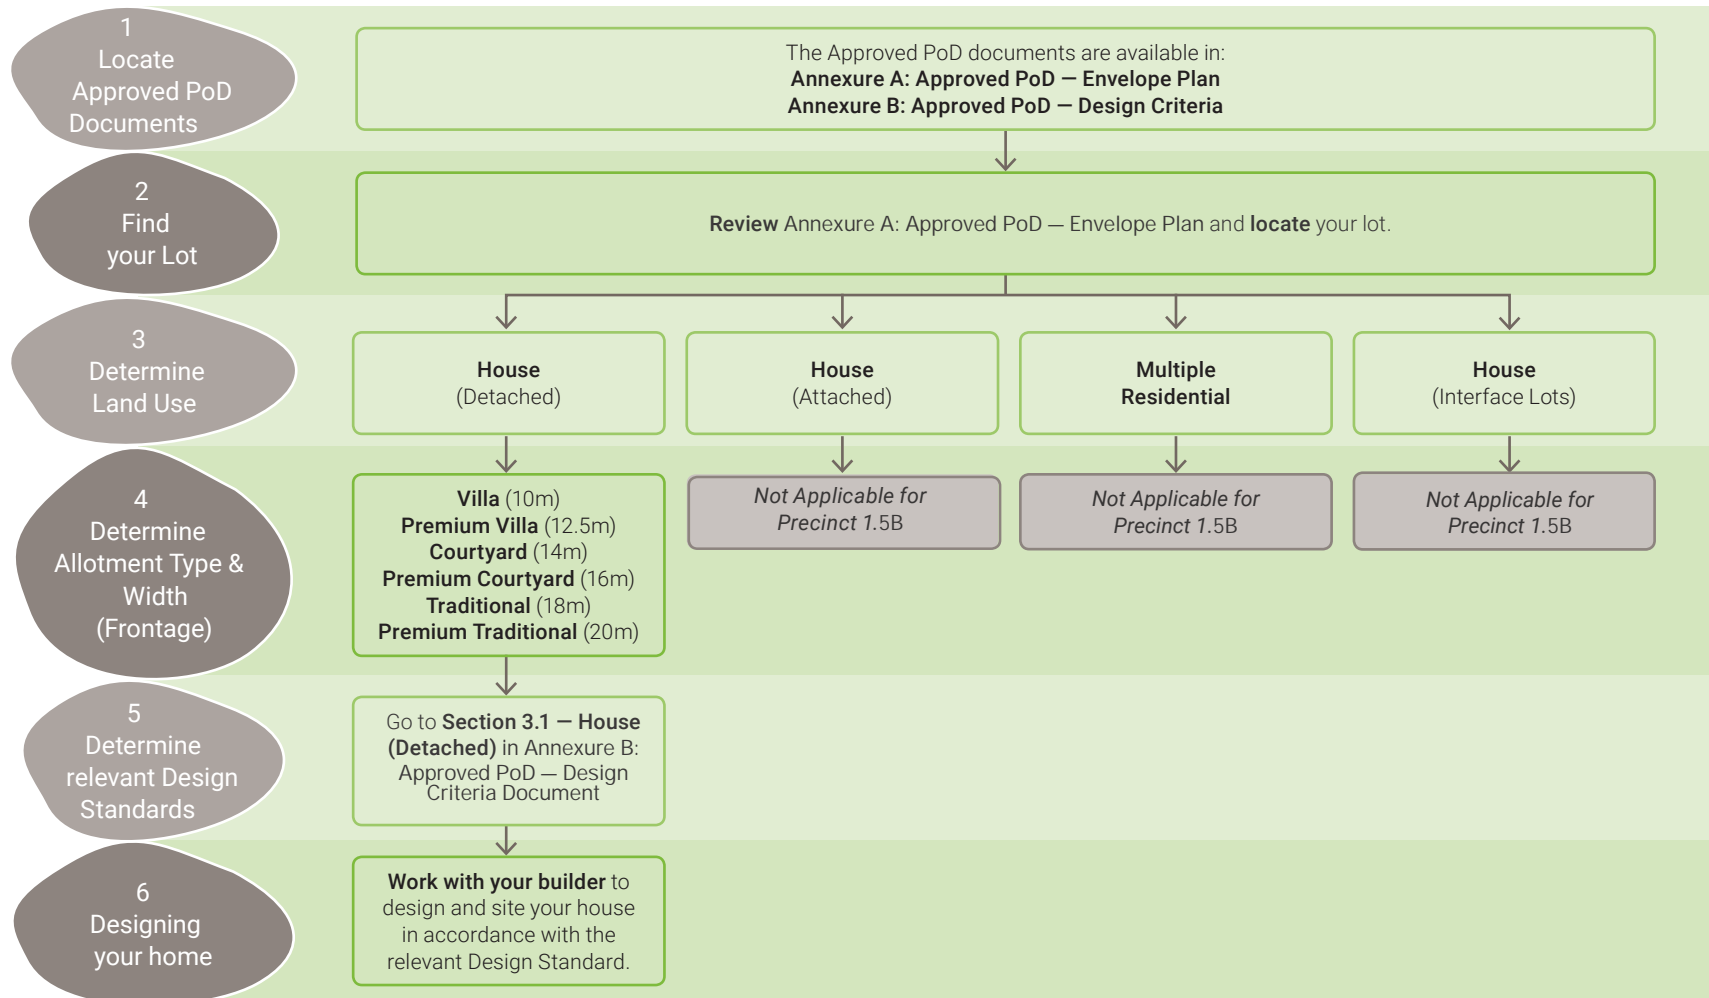 1
Locate
Approved PoD
Documents
The Approved PoD documents are available in:
Annexure A: Approved PoD — Envelope Plan
Annexure B: Approved PoD — Design Criteria
2
Find
your Lot
Review Annexure A: Approved PoD — Envelope Plan and locate your lot.
3
Determine
Land Use
House
(Detached)
House
(Attached)
Multiple
Residential
House
(Interface Lots)
4
Determine
Allotment Type &
Width
(Frontage)
Villa (10m)
Premium Villa (12.5m)
Courtyard (14m)
Premium Courtyard (16m)
Traditional (18m)
Premium Traditional (20m)
Not Applicable for
Precinct 1.5B
Not Applicable for
Precinct 1.5B
Not Applicable for
Precinct 1.5B
5
Determine
relevant Design
Standards
Go to Section 3.1 — House
(Detached) in Annexure B:
Approved PoD — Design
Criteria Document
6
Designing
your home
Work with your builder to
design and site your house
in accordance with the
relevant Design Standard.